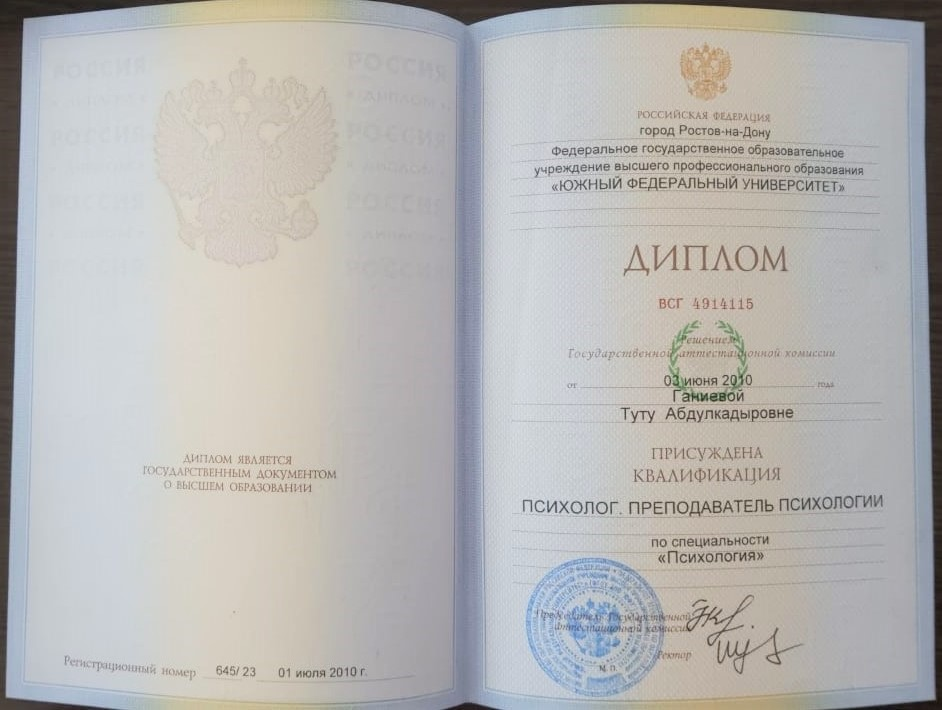 РОССИЯ РОССИЯ
РОССИЯ РОССИЯ
РОССИЯ РОССИЯ
РОССИЯ РОССИЯ
ДИПЛОМ ЯВЛЯЕТСЯ
ГОСУДАРСТВЕННЫМ ДОКУМЕНТОМ
О ВЫСШЕМ ОБРАЗОВАНИИ
Регистрационный номер 645/ 23 01 июля 2010 г.
РОССИЙСКАЯ ФЕДЕРАЦИЯ
город Ростов-на-Дону
Федеральное государственное образовательное
учреждение высшего профессионального образования
«ЮЖНЫЙ ФЕДЕРАЛЬНЫЙ УНИВЕРСИТЕТ»
ДИПЛОМ
ВСГ 4914115
Решением
Государственной аттестационной комиссии
от 03 июня 2010 года
Ганиевой
Туту Абдулкадыровне
ПРИСУЖДЕНА
КВАЛИФИКАЦИЯ
ПСИХОЛОГ. ПРЕПОДАВАТЕЛЬ ПСИХОЛОГИИ
по специальности
«Психология»
Председатель Государственной
аттестационной комиссии
Ректор
М.П.